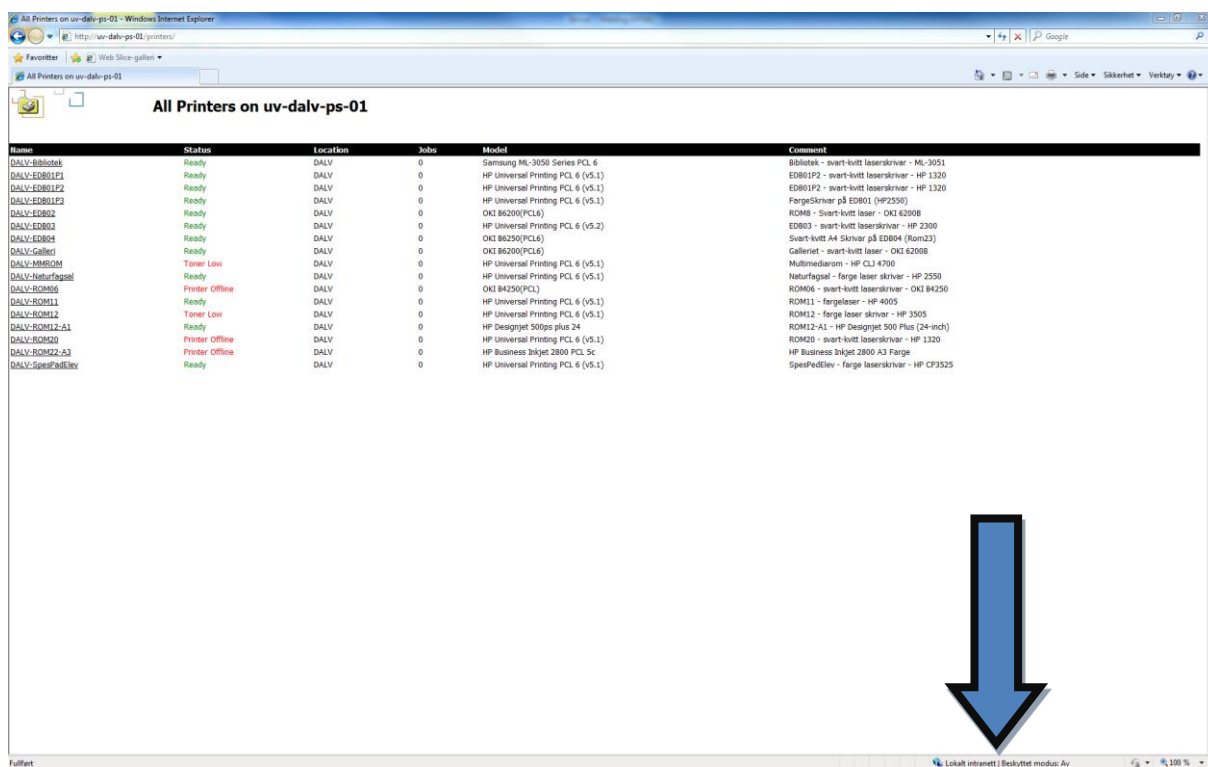 All Printers on uv-dalv-ps-01 - Windows Internet Explorer
http://uv-dalv-ps-01/printers/
Google
Favoritter Web Slice-galleri
All Printers on uv-dalv-ps-01 Side Sikkerhet Verktøy
All Printers on uv-dalv-ps-01
Name Status Location Jobs Model Comment
DALV-Bibliotek Ready DALV 0 Samsung ML-3050 Series PCL 6 Bibliotek - svart-kvitt laserskrivar - ML-3051
DALV-EDB01P1 Ready DALV 0 HP Universal Printing PCL 6 (v5.1) EDB01P2 - svart-kvitt laserskrivar - HP 1320
DALV-EDB01P2 Ready DALV 0 HP Universal Printing PCL 6 (v5.1) EDB01P2 - svart-kvitt laserskrivar - HP 1320
DALV-EDB01P3 Ready DALV 0 HP Universal Printing PCL 6 (v5.1) FargeSkrivar på EDB01 (HP2550)
DALV-EDB02 Ready DALV 0 OKI B6200(PCL6) ROM8 - Svart-kvitt laser - OKI 6200B
DALV-EDB03 Ready DALV 0 HP Universal Printing PCL 6 (v5.2) EDB03 - svart-kvitt laserskrivar - HP 2300
DALV-EDB04 Ready DALV 0 OKI B6250(PCL6) Svart-kvitt A4 Skrivar på EDB04 (Rom23)
DALV-Galleri Ready DALV 0 OKI B6200(PCL6) Galleriet - svart-kvitt laser - OKI 6200B
DALV-MMROM Toner Low DALV 0 HP Universal Printing PCL 6 (v5.1) Multimediarom - HP CLJ 4700
DALV-Naturfagsal Ready DALV 0 HP Universal Printing PCL 6 (v5.1) Naturfagsal - farge laser skrivar - HP 2550
DALV-ROM06 Printer Offline DALV 0 OKI B4250(PCL) ROM06 - svart-kvitt laserskrivar - OKI B4250
DALV-ROM11 Ready DALV 0 HP Universal Printing PCL 6 (v5.1) ROM11 - fargelaser - HP 4005
DALV-ROM12 Toner Low DALV 0 HP Universal Printing PCL 6 (v5.1) ROM12 - farge laser skrivar - HP 3505
DALV-ROM12-A1 Ready DALV 0 HP Designjet 500ps plus 24 ROM12-A1 - HP Designjet 500 Plus (24-inch)
DALV-ROM20 Printer Offline DALV 0 HP Universal Printing PCL 6 (v5.1) ROM20 - svart-kvitt laserskrivar - HP 1320
DALV-ROM22-A3 Printer Offline DALV 0 HP Business Inkjet 2800 PCL 5c HP Business Inkjet 2800 A3 Farge
DALV-SpesPadElev Ready DALV 0 HP Universal Printing PCL 6 (v5.1) SpesPedElev - farge laserskrivar - HP CP3525
Fullført Lokalt intranett | Beskyttet modus: Av 100 %